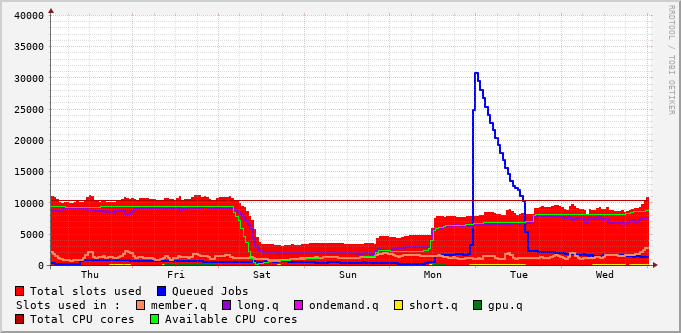 40000
35000
30000
25000
20000
15000
10000
5000
0
Thu Fri Sat Sun Mon Tue Wed
RRDTOOL / TOBI OETIKER
Total slots used Queued Jobs
Slots used in : member.q long.q ondemand.q short.q gpu.q
Total CPU cores Available CPU cores